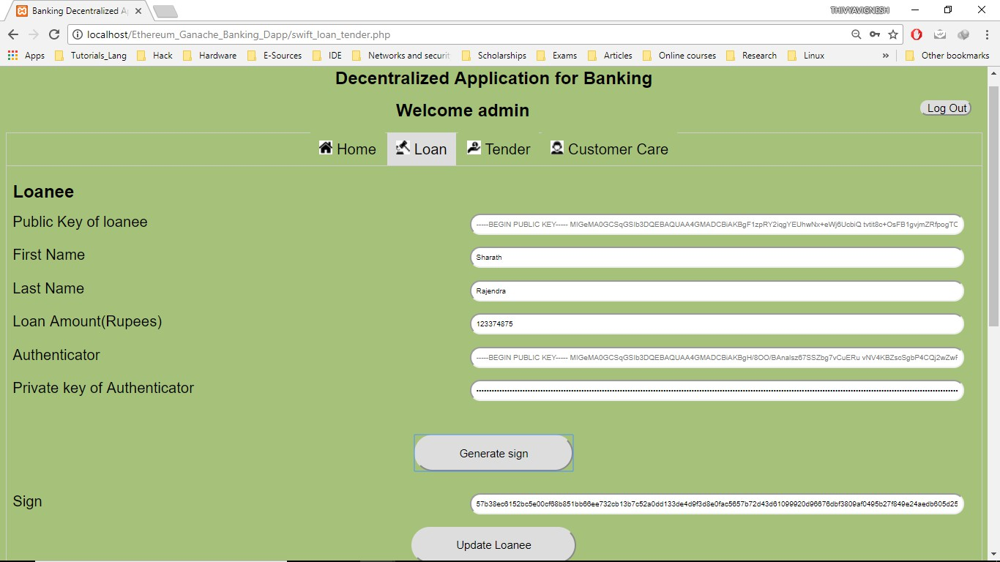 Banking Decentralized A
THIVYAVIGNESH
localhost/Ethereum_Ganache_Banking_Dapp/swift_loan_tender.php
Apps Tutorials_Lang Hack Hardware E-Sources IDE Networks and securit Scholarships Exams Articles Online courses Research Linux » Other bookmarks
Decentralized Application for Banking
Welcome admin
Log Out
Home Loan Tender Customer Care
Loanee
Public Key of loanee -----BEGIN PUBLIC KEY----- MIGeMA0GCSqGSIb3DQEBAQUAA4GMADCBiAKBgF1zpRY2iqgYEUhwNx+eWj6UcbiQ tvtit8c+OsFB1gvjmZRfpogTC
First Name Sharath
Last Name Rajendra
Loan Amount(Rupees) 123374875
Authenticator -----BEGIN PUBLIC KEY----- MIGeMA0GCSqGSIb3DQEBAQUAA4GMADCBiAKBgH/8OO/BAnalsz67SSZbg7vCuERu vNV4KBZscSgbP4CQj2wZwF
Private key of Authenticator
Generate sign
Sign 57b38ec6152bc5e00cf68b851bb66ee732cb13b7c52a0dd133de4d9f3d8e0fac5657b72d43d61099920d96676dbf3809af0495b27f849e24aedb605d25
Update Loanee